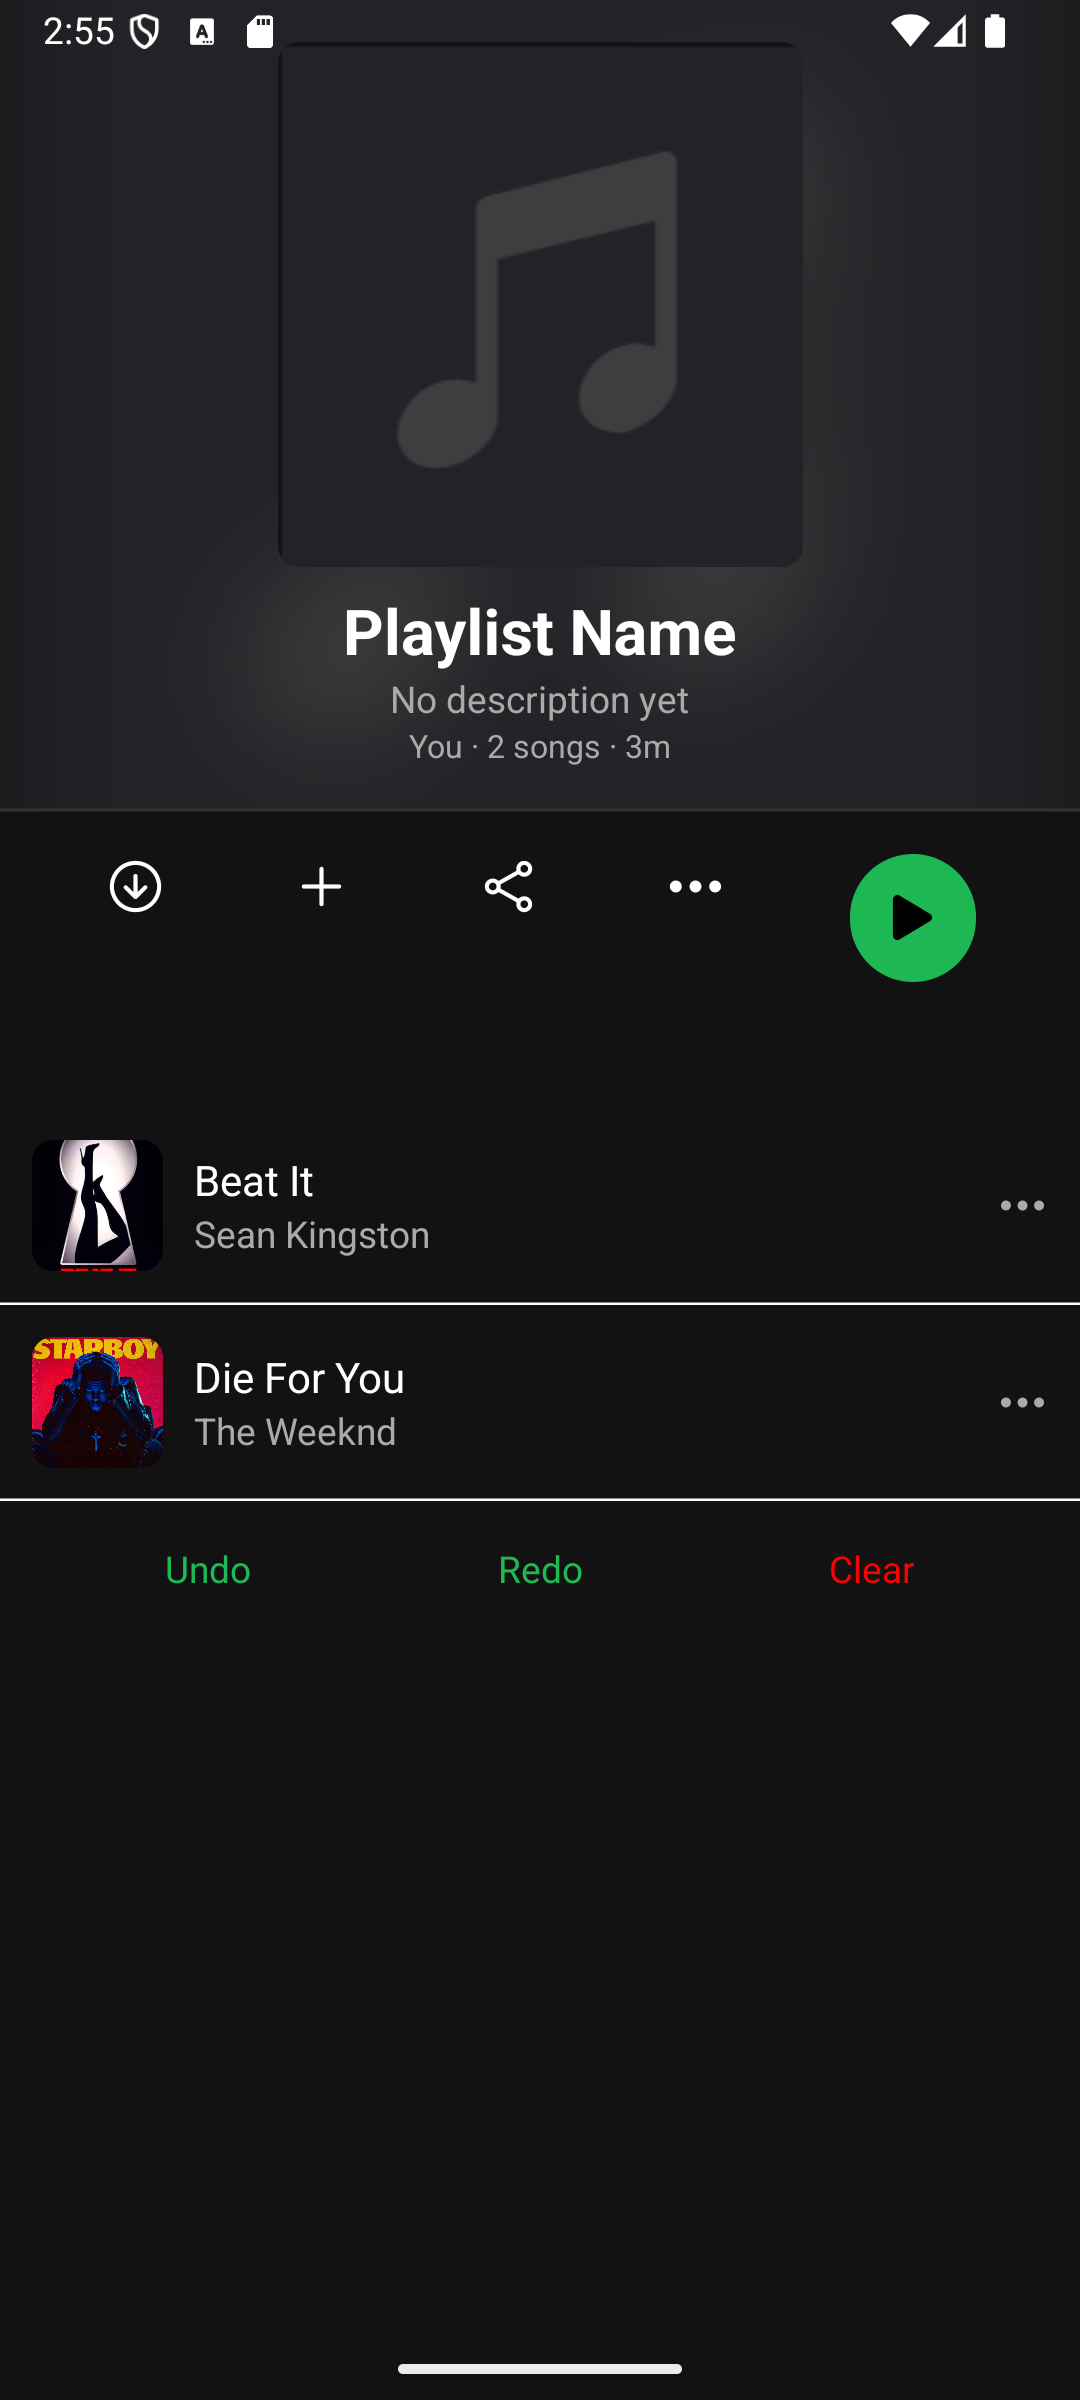 2:55
Playlist Name
No description yet
You · 2 songs · 3m
Beat It
Sean Kingston
STARBOY
Die For You
The Weeknd
Undo
Redo
Clear